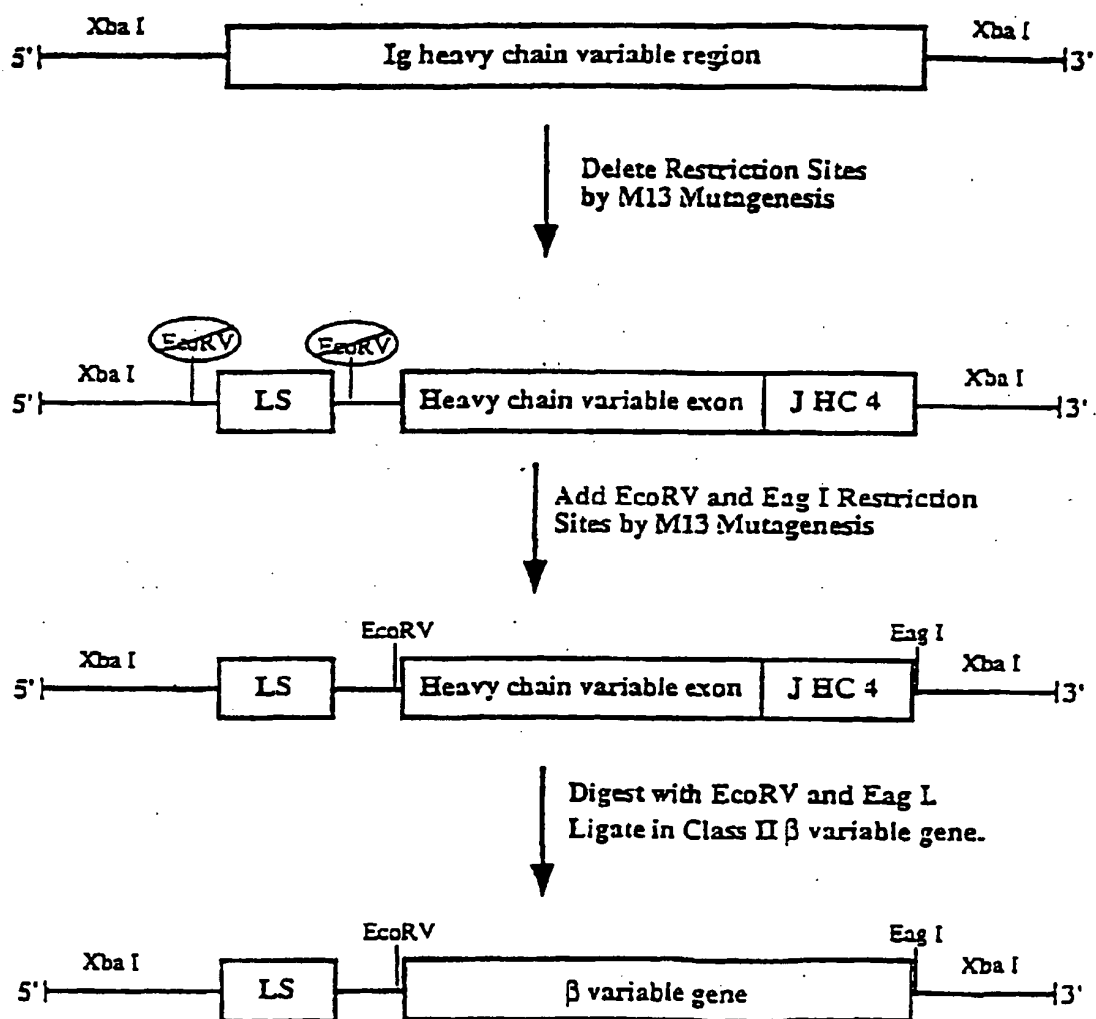 Xba I Xba I
5' Ig heavy chain variable region 3'
Delete Restriction Sites
by M13 Mutagenesis
EcoRV EcoRV
Xba I Xba I
5' LS Heavy chain variable exon J HC 4 3'
Add EcoRV and Eag I Restriction
Sites by M13 Mutagenesis
EcoRV Eag I
Xba I Xba I
5' LS Heavy chain variable exon J HC 4 3'
Digest with EcoRV and Eag I.
Ligate in Class II β variable gene.
EcoRV Eag I
Xba I Xba I
5' LS β variable gene 3'